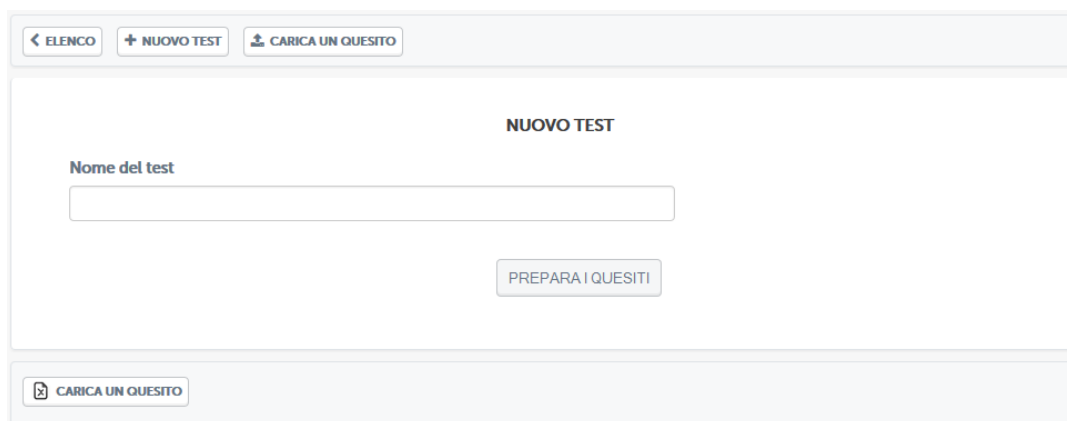 ELENCO NUOVO TEST CARICA UN QUESITO
NUOVO TEST
Nome del test
PREPARA I QUESITI
CARICA UN QUESITO